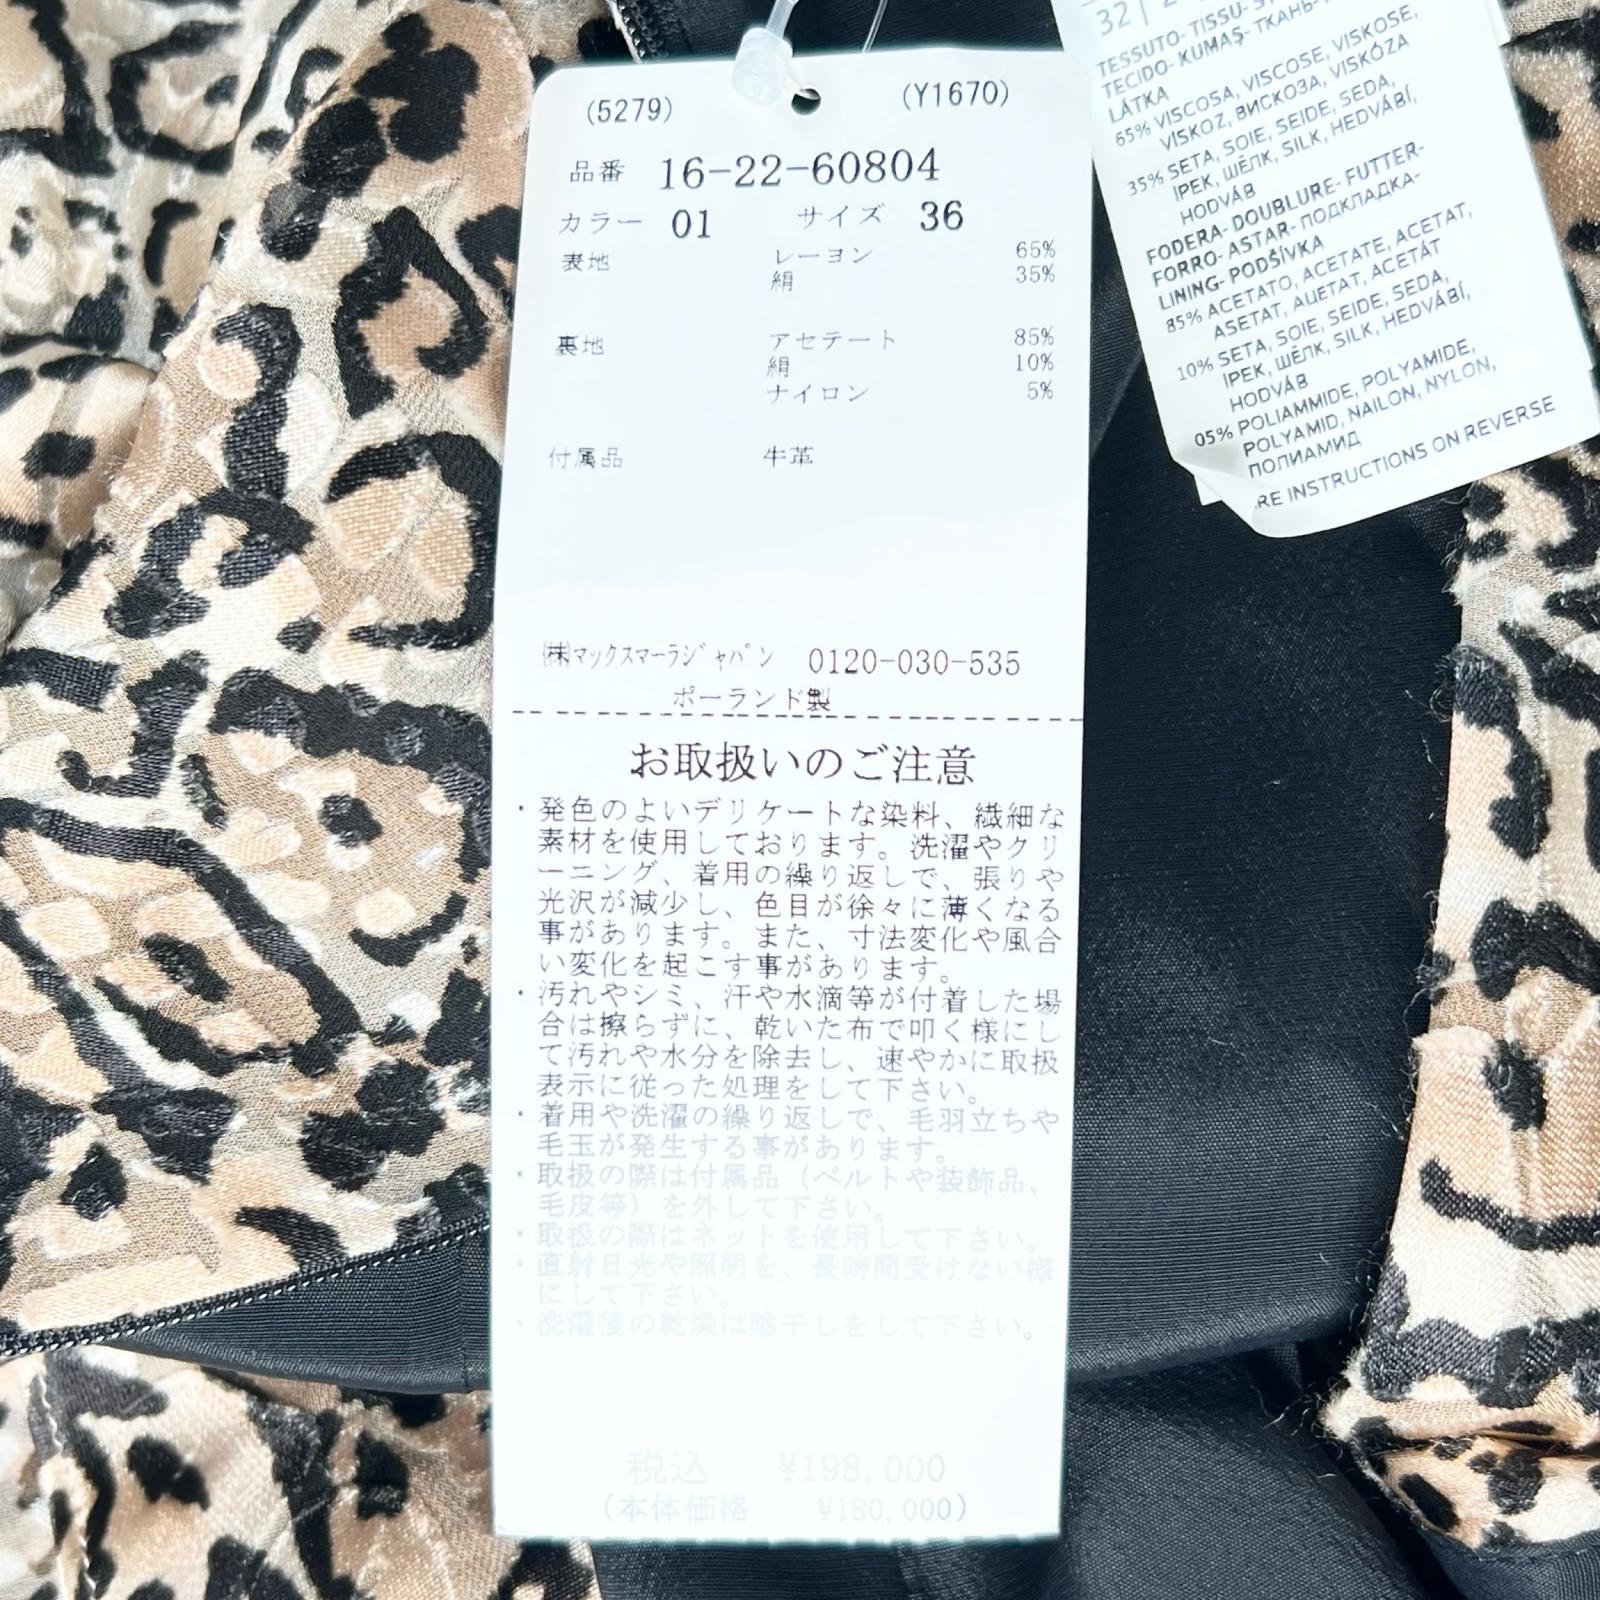 (5279) (Y1670)
品番 16-22-60804
カラー 01 サイズ 36
表地 レーヨン 65%
絹 35%
裏地 アセテート 85%
絹 10%
ナイロン 5%
付属品 牛革
㈱マックスマーラジャパン 0120-030-535
ポーランド製
お取扱いのご注意
・発色のよいデリケートな染料、繊細な
素材を使用しております。洗濯やクリ
ーニング、着用の繰り返しで、張りや
光沢が減少し、色目が徐々に薄くなる
事があります。また、寸法変化や風合
い変化を起こす事があります。
・汚れやシミ、汗や水滴等が付着した場
合は擦らずに、乾いた布で叩く様にし
て汚れや水分を除去し、速やかに取扱
表示に従った処理をして下さい。
・着用や洗濯の繰り返しで、毛羽立ちや
毛玉が発生する事があります。
・取扱の際は付属品（ベルトや装飾品、
毛皮等）を外して下さい。
・取扱の際はネットを使用して下さい。
・直射日光や照明を、長時間受けない様
にして下さい。
・洗濯後の乾燥は陰干しをして下さい。
税込 ¥198,000
(本体価格 ¥180,000)
32|
TESSUTO- TISSU-
TECIDO- KUMAŞ- ТКАНЬ-
LÁTKA
65% VISCOSA, VISCOSE, VISKOSE,
VISKOZ, ВИСКОЗА, VISKÓZA
35% SETA, SOIE, SEIDE, SEDA,
IPEK, ШЁЛК, SILK, HEDVÁBÍ,
HODVÁB
FODERA- DOUBLURE- FUTTER-
FORRO- ASTAR- ПОДКЛАДКА-
LINING- PODŠÍVKA
85% ACETATO, ACETATE, ACETAT,
ASETAT, АЦЕТАТ, ACETÁT
10% SETA, SOIE, SEIDE, SEDA,
IPEK, ШЁЛК, SILK, HEDVÁBÍ,
HODVÁB
05% POLIAMMIDE, POLYAMIDE,
POLYAMID, NAILON, NYLON,
ПОЛИАМИД
RE INSTRUCTIONS ON REVERSE